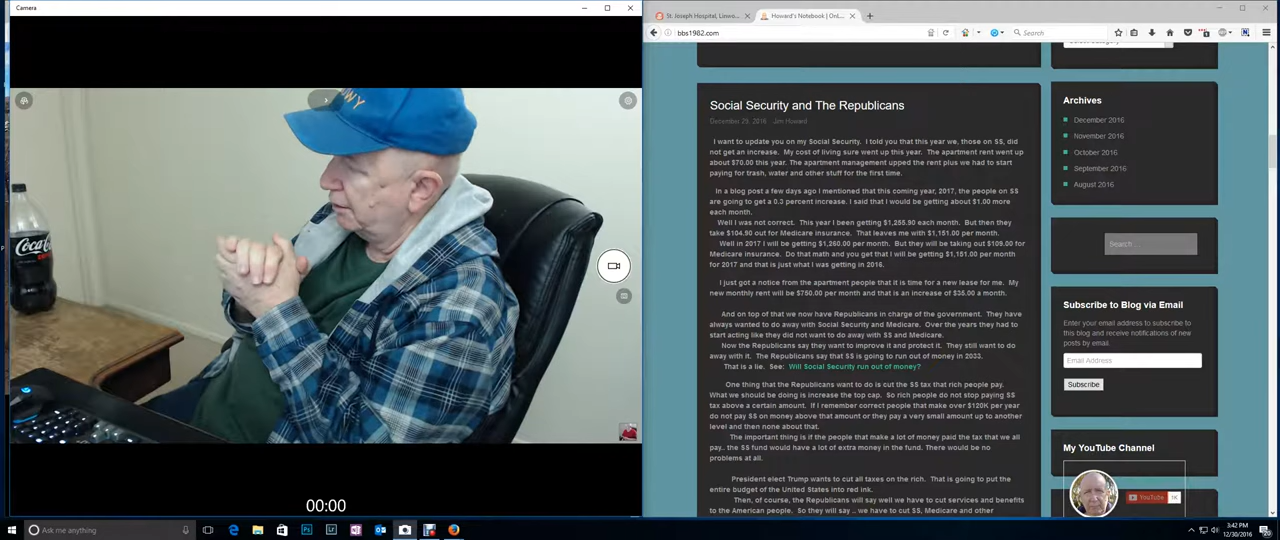 Camera
WY
Coca-Cola
00:00
St. Joseph Hospital, Linwo...
Howard's Notebook | Onl...
bbs1982.com
Search
Social Security and The Republicans
December 29, 2016 Jim Howard
I want to update you on my Social Security. I told you that this year we, those on SS, did
not get an increase. My cost of living sure went up this year. The apartment rent went up
about $70.00 this year. The apartment management upped the rent plus we had to start
paying for trash, water and other stuff for the first time.
In a blog post a few days ago I mentioned that this coming year, 2017, the people on SS
are going to get a 0.3 percent increase. I said that I would be getting about $1.00 more
each month.
Well I was not correct. This year I been getting $1,255.90 each month. But then they
take $104.90 out for Medicare insurance. That leaves me with $1,151.00 per month.
Well in 2017 I will be getting $1,260.00 per month. But they will be taking out $109.00 for
Medicare insurance. Do that math and you get that I will be getting $1,151.00 per month
for 2017 and that is just what I was getting in 2016.
I just got a notice from the apartment people that it is time for a new lease for me. My
new monthly rent will be $750.00 per month and that is an increase of $35.00 a month.
And on top of that we now have Republicans in charge of the government. They have
always wanted to do away with Social Security and Medicare. Over the years they had to
start acting like they did not want to do away with SS and Medicare.
Now the Republicans say they want to improve it and protect it. They still want to do
away with it. The Republicans say that SS is going to run out of money in 2033.
That is a lie. See: Will Social Security run out of money?
One thing that the Republicans want to do is cut the SS tax that rich people pay.
What we should be doing is increase the top cap. So rich people do not stop paying SS
tax above a certain amount. If I remember correct people that make over $120K per year
do not pay SS on money above that amount or they pay a very small amount up to another
level and then none about that.
The important thing is if the people that make a lot of money paid the tax that we all
pay.. the SS fund would have a lot of extra money in the fund. There would be no
problems at all.
President elect Trump wants to cut all taxes on the rich. That is going to put the
entire budget of the United States into red ink.
Then, of course, the Republicans will say well we have to cut services and benefits
to the American people. So they will say .. we have to cut SS, Medicare and other
Archives
December 2016
November 2016
October 2016
September 2016
August 2016
Search ...
Subscribe to Blog via Email
Enter your email address to subscribe to
this blog and receive notifications of new
posts by email.
Email Address
Subscribe
My YouTube Channel
YouTube 1K
Ask me anything
3:42 PM
12/30/2016